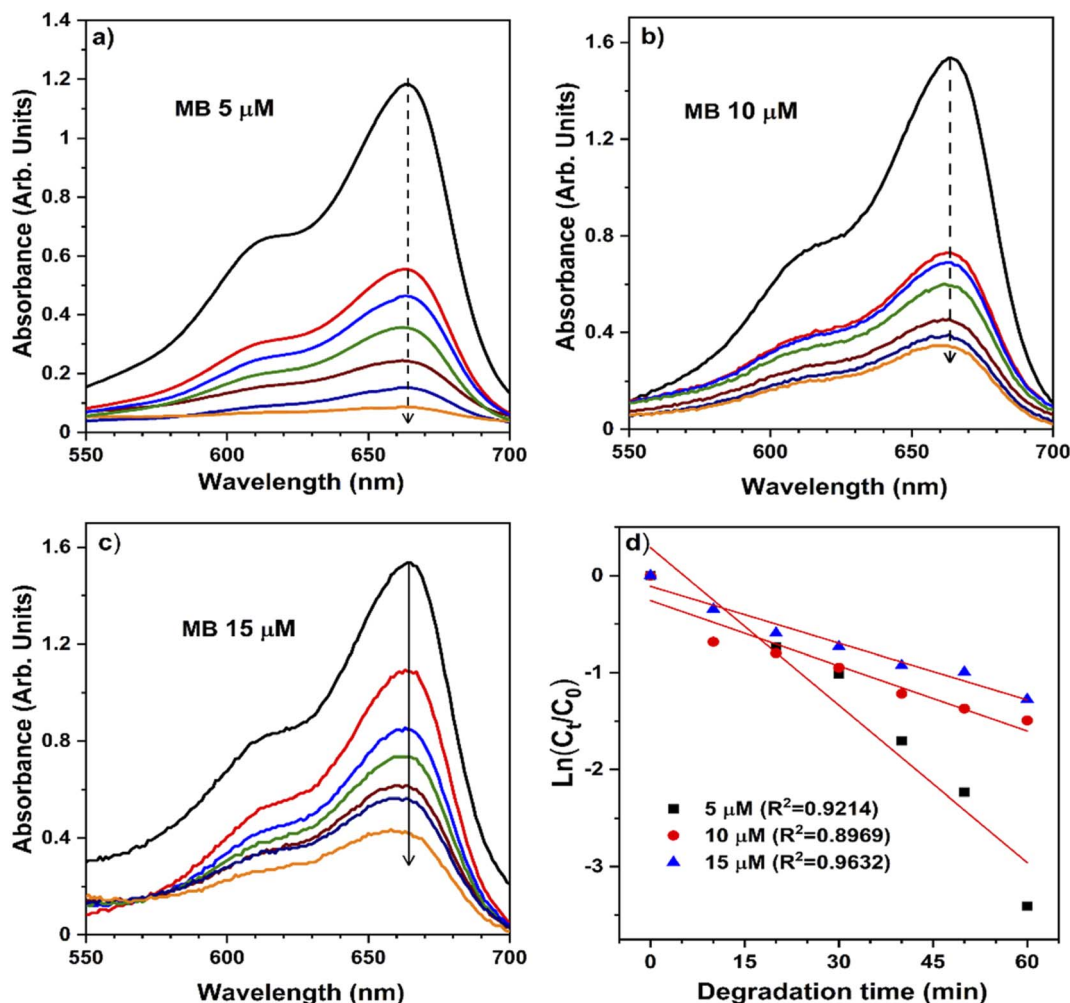 a)
MB 5 μM
1.4
1.2
1
0.8
0.6
0.4
0.2
0
550
600
650
700
Absorbance (Arb. Units)
Wavelength (nm)
b)
MB 10 μM
1.6
1.2
0.8
0.4
0
550
600
650
700
Absorbance (Arb. Units)
Wavelength (nm)
c)
MB 15 μM
1.6
1.2
0.8
0.4
0
550
600
650
700
Absorbance (Arb. Units)
Wavelength (nm)
d)
0
-1
-2
-3
5 μM (R²=0.9214)
10 μM (R²=0.8969)
15 μM (R²=0.9632)
0
15
30
45
60
Ln(Cₜ/C₀)
Degradation time (min)